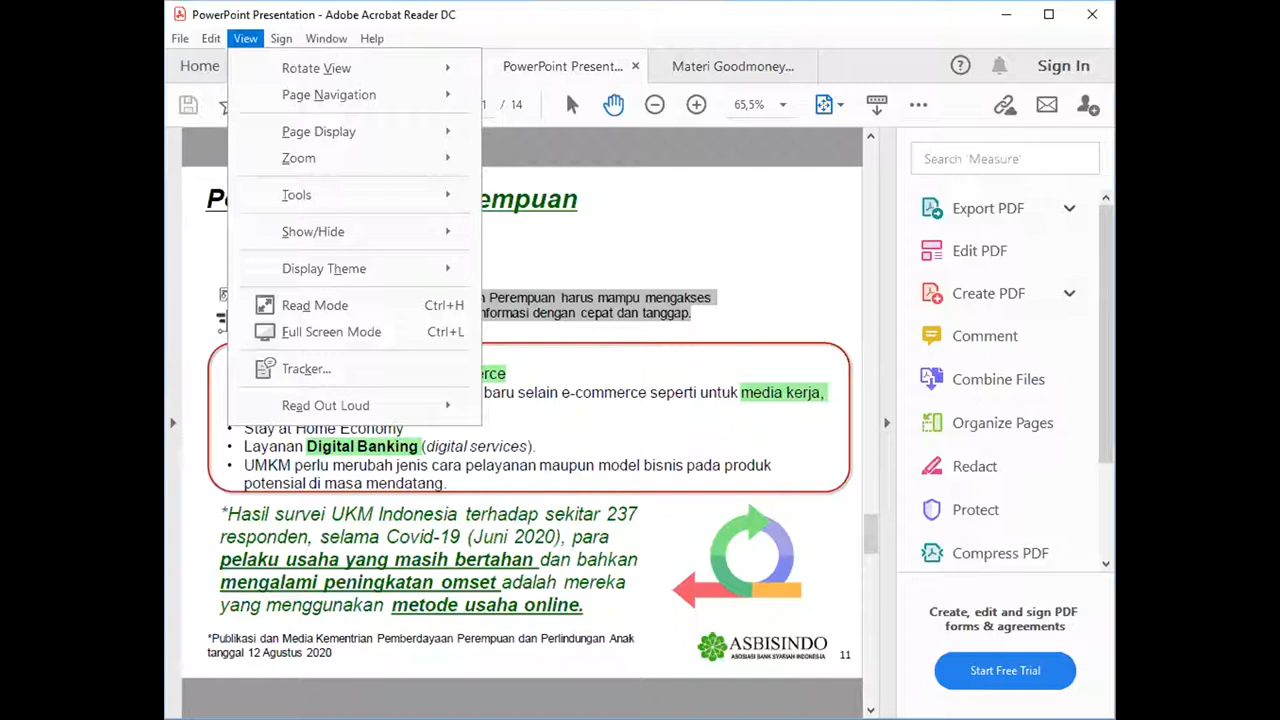 PowerPoint Presentation - Adobe Acrobat Reader DC
File Edit View Sign Window Help
Home PowerPoint Present... Materi Goodmoney... Sign In
/ 14 65,5%
Rotate View
Page Navigation
Page Display
Zoom
Tools
Show/Hide
Display Theme
Read Mode Ctrl+H
Full Screen Mode Ctrl+L
Tracker...
Read Out Loud
empuan
Perempuan harus mampu mengakses
nformasi dengan cepat dan tanggap.
rce
baru selain e-commerce seperti untuk media kerja,
• Stay at Home Economy
• Layanan Digital Banking (digital services).
• UMKM perlu merubah jenis cara pelayanan maupun model bisnis pada produk
potensial di masa mendatang.
*Hasil survei UKM Indonesia terhadap sekitar 237
responden, selama Covid-19 (Juni 2020), para
pelaku usaha yang masih bertahan dan bahkan
mengalami peningkatan omset adalah mereka
yang menggunakan metode usaha online.
*Publikasi dan Media Kementrian Pemberdayaan Perempuan dan Perlindungan Anak
tanggal 12 Agustus 2020
ASBISINDO
ASOSIASI BANK SYARIAH INDONESIA
11
Search 'Measure'
Export PDF
Edit PDF
Create PDF
Comment
Combine Files
Organize Pages
Redact
Protect
Compress PDF
Create, edit and sign PDF
forms & agreements
Start Free Trial